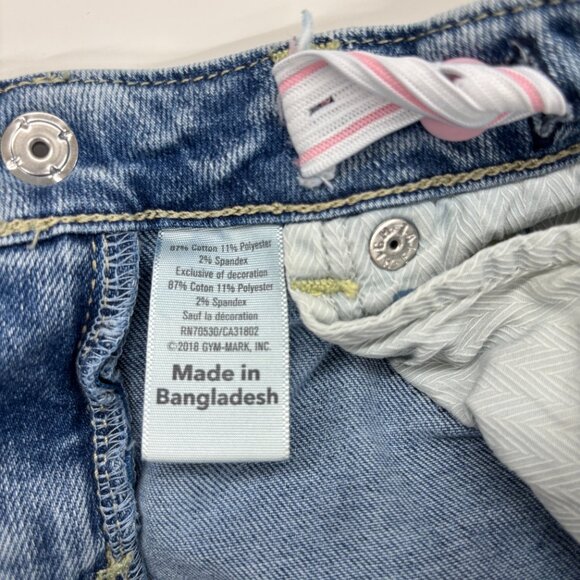 87% Cotton 11% Polyester
2% Spandex
Exclusive of decoration
87% Coton 11% Polyester
2% Spandex
Sauf la décoration
RN70530/CA31802
©2018 GYM-MARK, INC.
Made in
Bangladesh